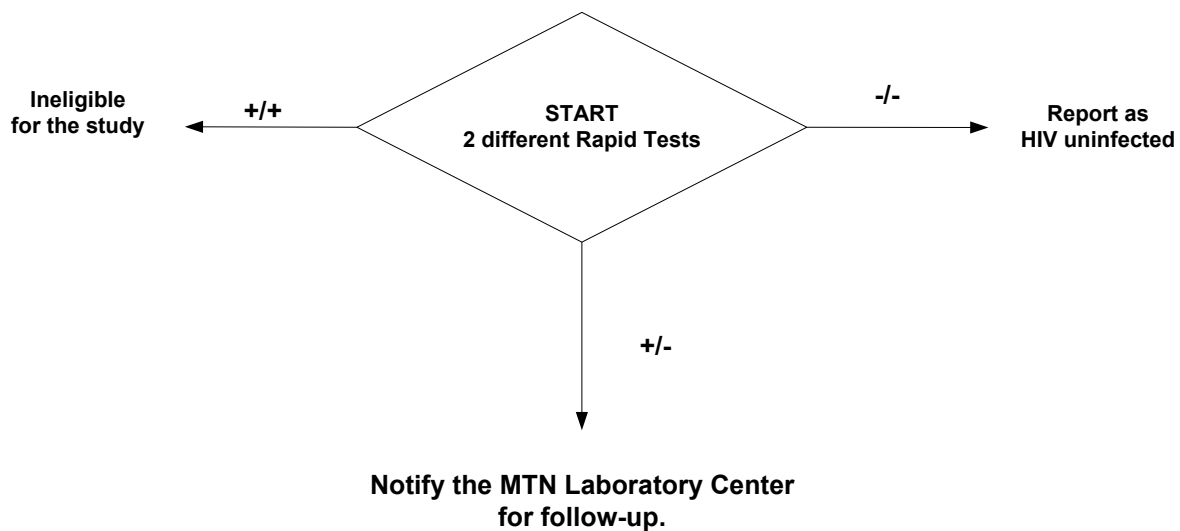 Ineligible
for the study
+/+
START
2 different Rapid Tests
-/-
Report as
HIV uninfected
+/-
Notify the MTN Laboratory Center
for follow-up.